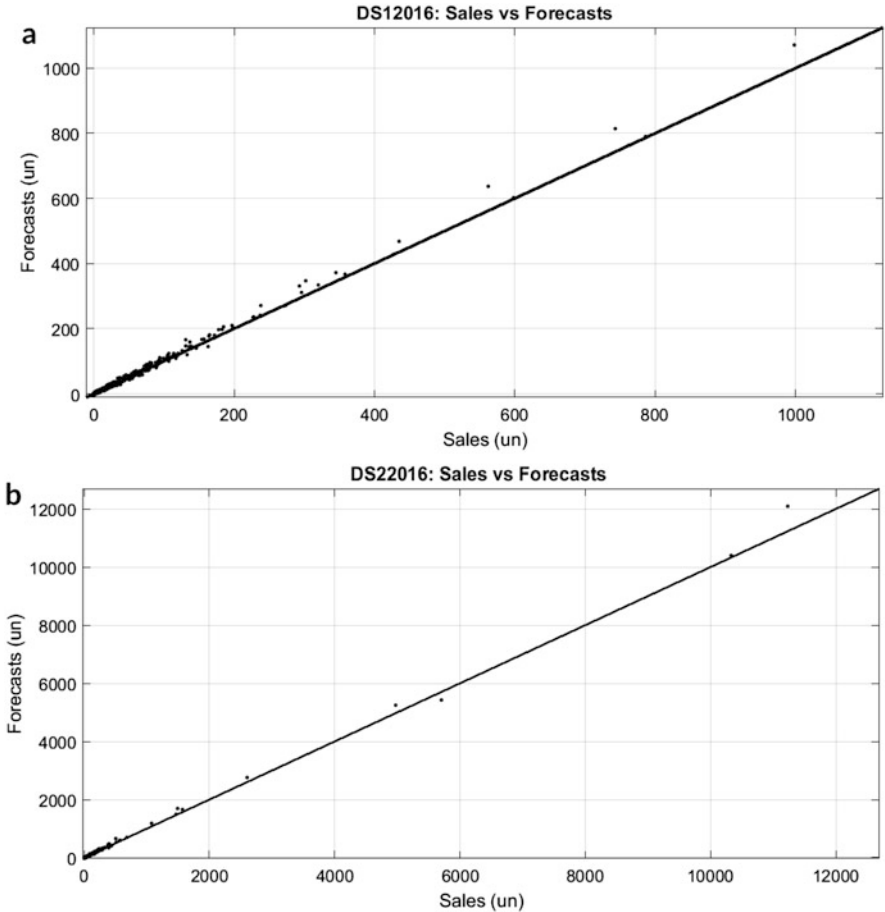 DS12016: Sales vs Forecasts
a
1000
800
600
400
200
0
Forecasts (un)
0 200 400 600 800 1000
Sales (un)
DS22016: Sales vs Forecasts
b
12000
10000
8000
6000
4000
2000
0
Forecasts (un)
0 2000 4000 6000 8000 10000 12000
Sales (un)